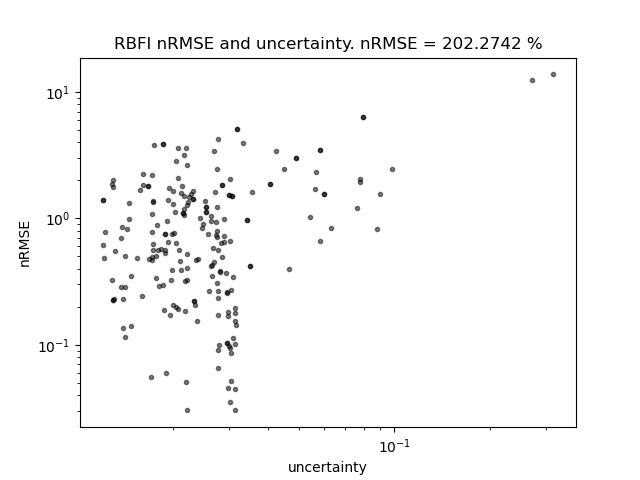 RBFI nRMSE and uncertainty. nRMSE = 202.2742 %
nRMSE
10¹
10⁰
10⁻¹
10⁻¹
uncertainty